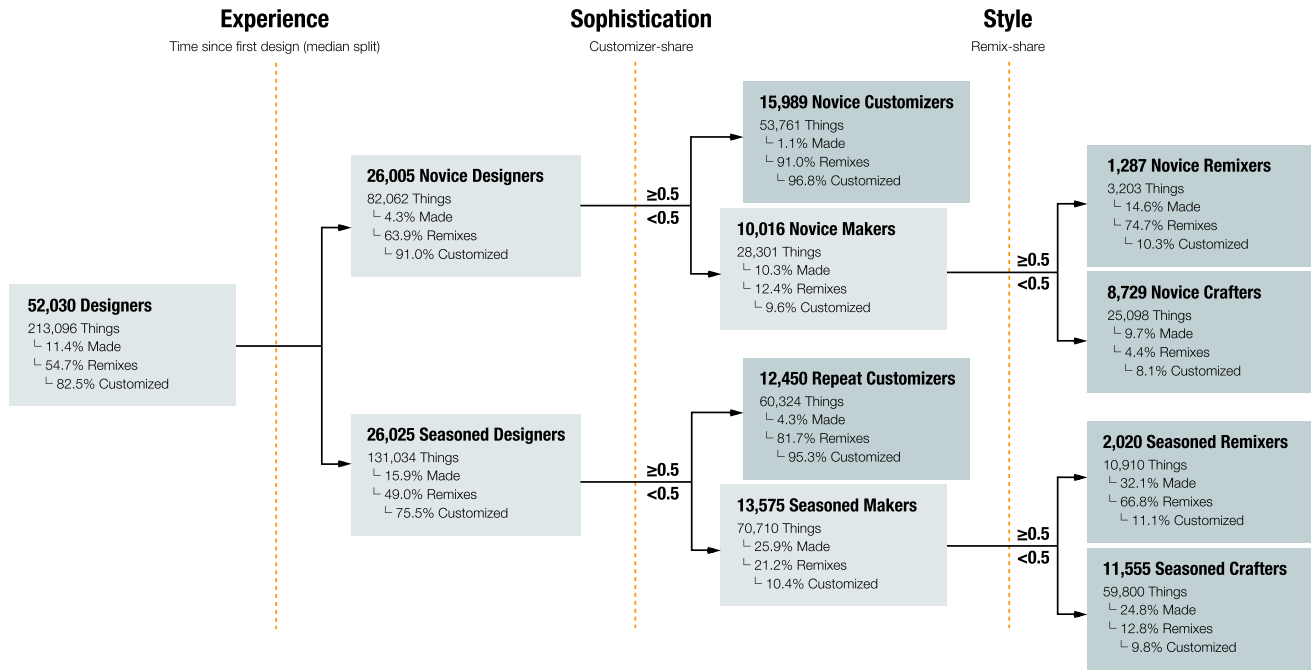 Experience
Time since first design (median split)
Sophistication
Customizer-share
Style
Remix-share
52,030 Designers
213,096 Things
11.4% Made
54.7% Remixes
82.5% Customized
26,005 Novice Designers
82,062 Things
4.3% Made
63.9% Remixes
91.0% Customized
26,025 Seasoned Designers
131,034 Things
15.9% Made
49.0% Remixes
75.5% Customized
≥0.5
<0.5
≥0.5
<0.5
15,989 Novice Customizers
53,761 Things
1.1% Made
91.0% Remixes
96.8% Customized
10,016 Novice Makers
28,301 Things
10.3% Made
12.4% Remixes
9.6% Customized
12,450 Repeat Customizers
60,324 Things
4.3% Made
81.7% Remixes
95.3% Customized
13,575 Seasoned Makers
70,710 Things
25.9% Made
21.2% Remixes
10.4% Customized
≥0.5
<0.5
≥0.5
<0.5
1,287 Novice Remixers
3,203 Things
14.6% Made
74.7% Remixes
10.3% Customized
8,729 Novice Crafters
25,098 Things
9.7% Made
4.4% Remixes
8.1% Customized
2,020 Seasoned Remixers
10,910 Things
32.1% Made
66.8% Remixes
11.1% Customized
11,555 Seasoned Crafters
59,800 Things
24.8% Made
12.8% Remixes
9.8% Customized